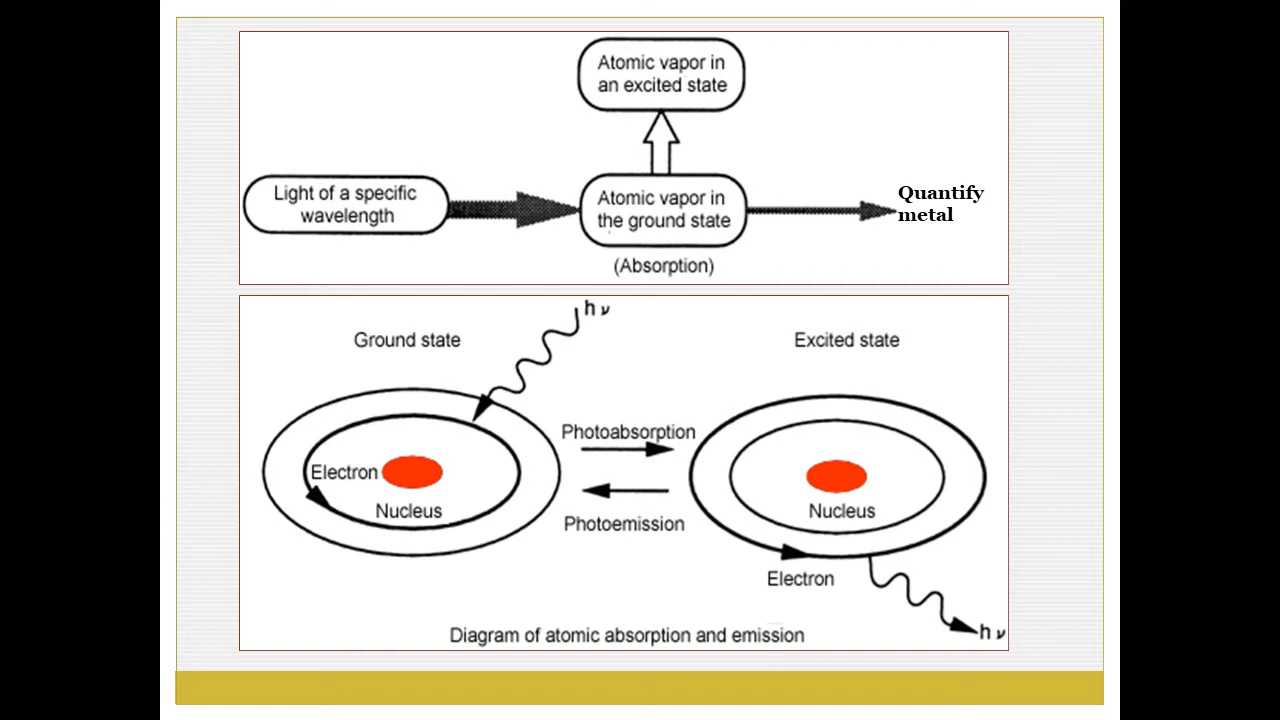 Atomic vapor in
an excited state
Light of a specific
wavelength
Atomic vapor in
the ground state
(Absorption)
Quantify
metal
h ν
Ground state
Excited state
Photoabsorption
Electron
Nucleus
Photoemission
Nucleus
Electron
h ν
Diagram of atomic absorption and emission